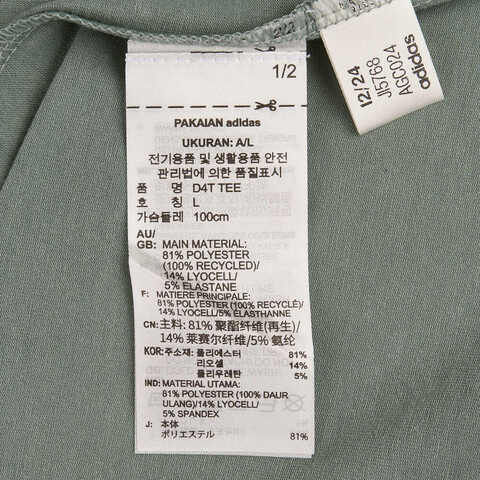 1/2
PAKAIAN adidas
UKURAN: A/L
전기용품 및 생활용품 안전
관리법에 의한 품질표시
품 명 D4T TEE
호 칭 L
가슴둘레 100cm
AU/
GB: MAIN MATERIAL:
81% POLYESTER
(100% RECYCLED)/
14% LYOCELL/
5% ELASTANE
F: MATIÈRE PRINCIPALE:
81% POLYESTER (100% RECYCLÉ)/
14% LYOCELL/5% ÉLASTHANNE
CN: 主料: 81% 聚酯纤维(再生)/
14% 莱赛尔纤维/5% 氨纶
KOR: 주소재: 폴리에스터 81%
리오셀 14%
폴리우레탄 5%
IND: MATERIAL UTAMA:
81% POLYESTER (100% DAUR
ULANG)/14% LYOCELL/
5% SPANDEX
J: 本体
ポリエステル 81%
12/24
JI5768
AGC024
adidas